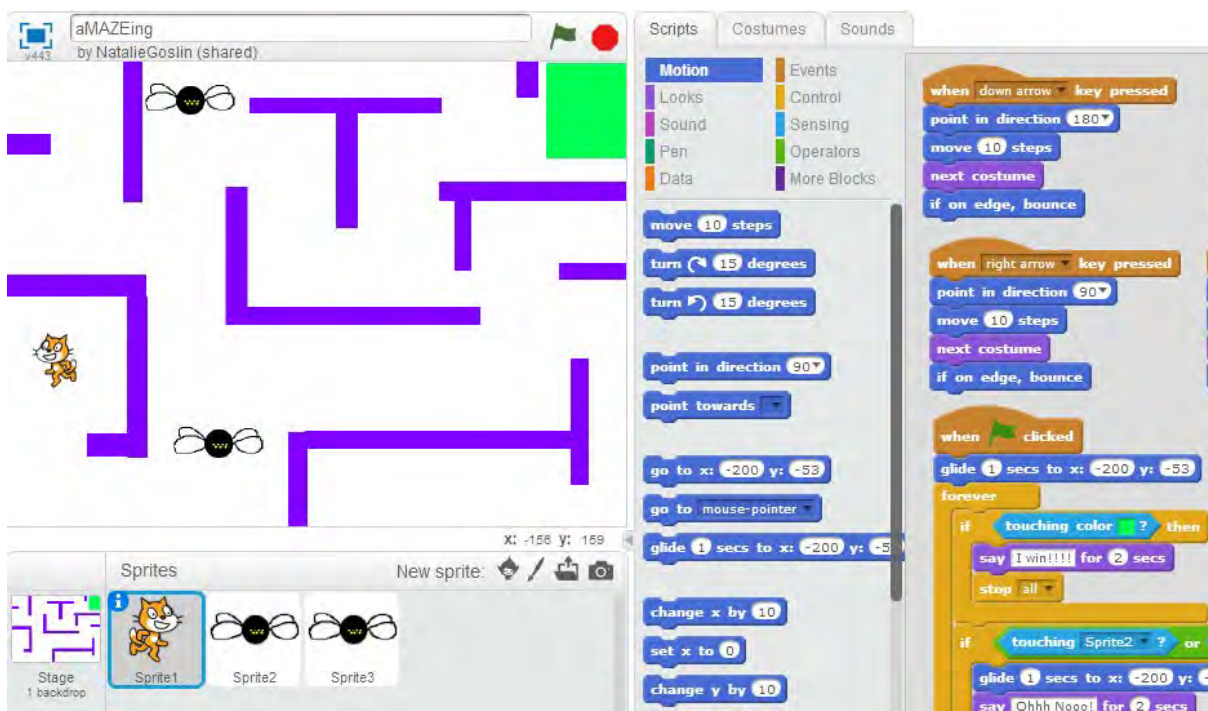 aMAZEing
v443
by NatalieGoslin (shared)
x: -156 y: 159
Sprites
New sprite:
Stage
1 backdrop
Sprite1
Sprite2
Sprite3
Scripts
Costumes
Sounds
Motion
Looks
Sound
Pen
Data
Events
Control
Sensing
Operators
More Blocks
move 10 steps
turn 15 degrees
turn 15 degrees
point in direction 90
point towards
go to x: -200 y: -53
go to mouse-pointer
glide 1 secs to x: -200 y: -5
change x by 10
set x to 0
change y by 10
when down arrow key pressed
point in direction 180
move 10 steps
next costume
if on edge, bounce
when right arrow key pressed
point in direction 90
move 10 steps
next costume
if on edge, bounce
when clicked
glide 1 secs to x: -200 y: -53
forever
if touching color ? then
say I win!!!! for 2 secs
stop all
if touching Sprite2 ? or
glide 1 secs to x: -200 y: -
say Ohhh Nooo! for 2 secs